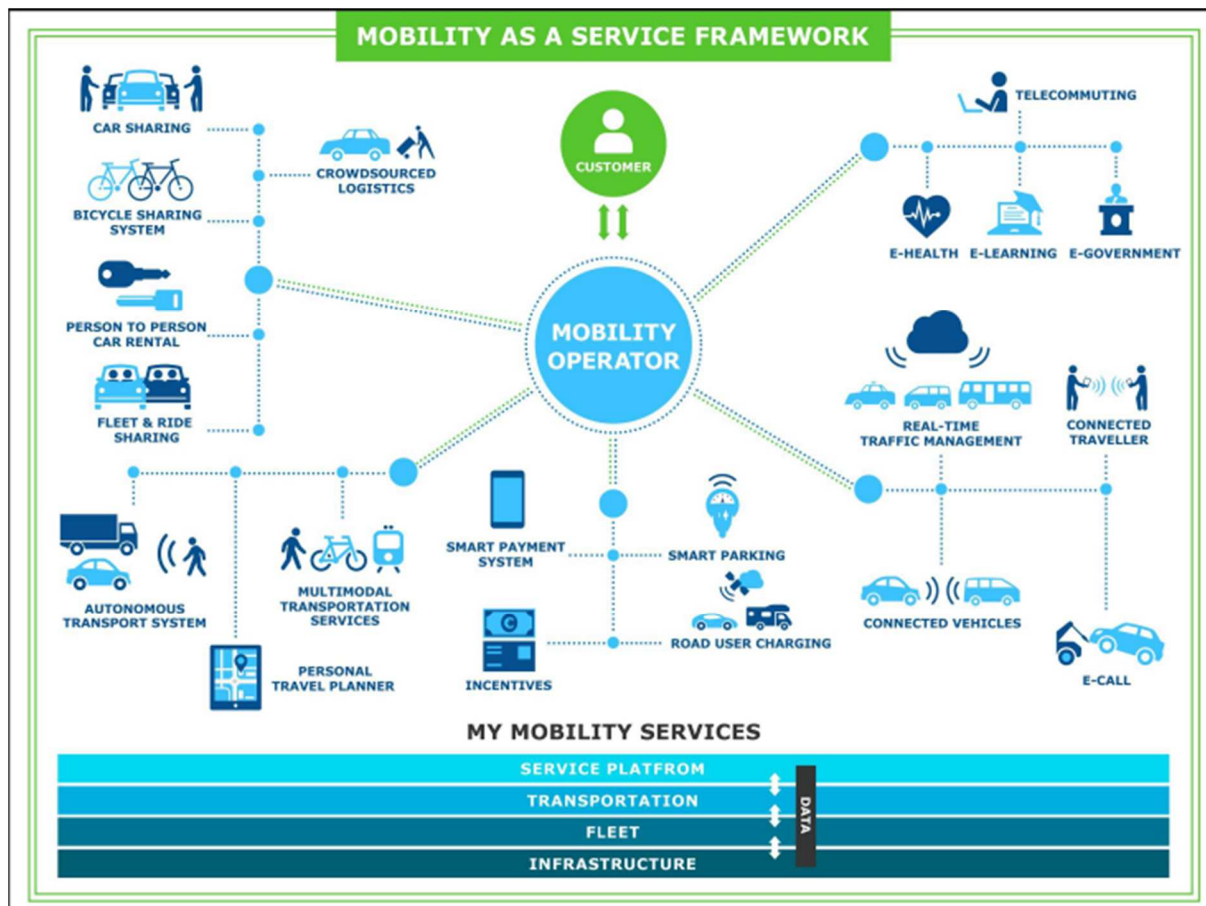 MOBILITY AS A SERVICE FRAMEWORK
CAR SHARING
CROWDSOURCED
LOGISTICS
BICYCLE SHARING
SYSTEM
PERSON TO PERSON
CAR RENTAL
FLEET & RIDE
SHARING
CUSTOMER
MOBILITY
OPERATOR
TELECOMMUTING
E-HEALTH
E-LEARNING
E-GOVERNMENT
REAL-TIME
TRAFFIC MANAGEMENT
CONNECTED
TRAVELLER
AUTONOMOUS
TRANSPORT SYSTEM
MULTIMODAL
TRANSPORTATION
SERVICES
PERSONAL
TRAVEL PLANNER
SMART PAYMENT
SYSTEM
SMART PARKING
INCENTIVES
ROAD USER CHARGING
CONNECTED VEHICLES
E-CALL
MY MOBILITY SERVICES
SERVICE PLATFROM
TRANSPORTATION
FLEET
INFRASTRUCTURE
DATA